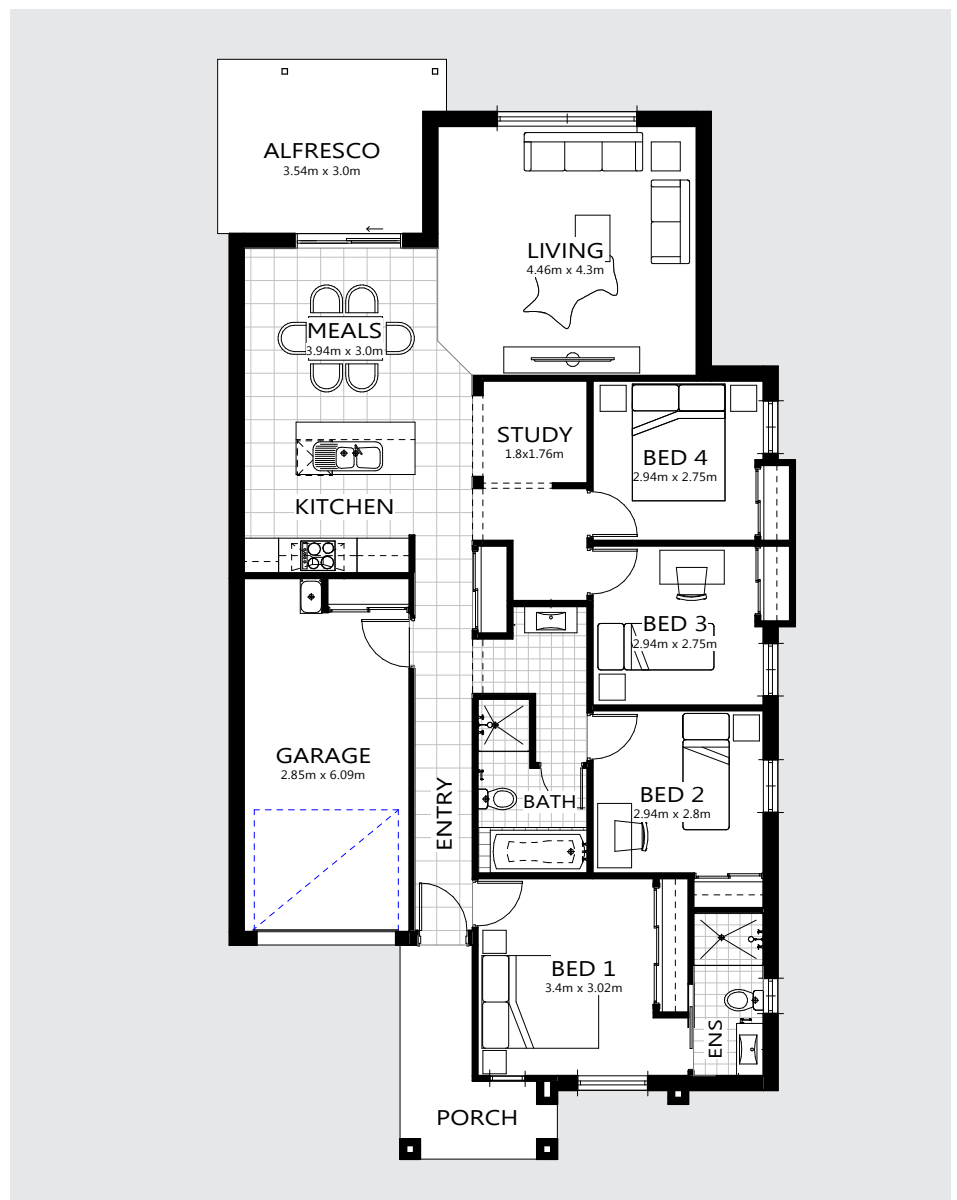 ALFRESCO
3.54m x 3.0m
LIVING
4.46m x 4.3m
MEALS
3.94m x 3.0m
STUDY
1.8x1.76m
BED 4
2.94m x 2.75m
KITCHEN
BED 3
2.94m x 2.75m
GARAGE
2.85m x 6.09m
ENTRY
BATH
BED 2
2.94m x 2.8m
BED 1
3.4m x 3.02m
ENS
PORCH